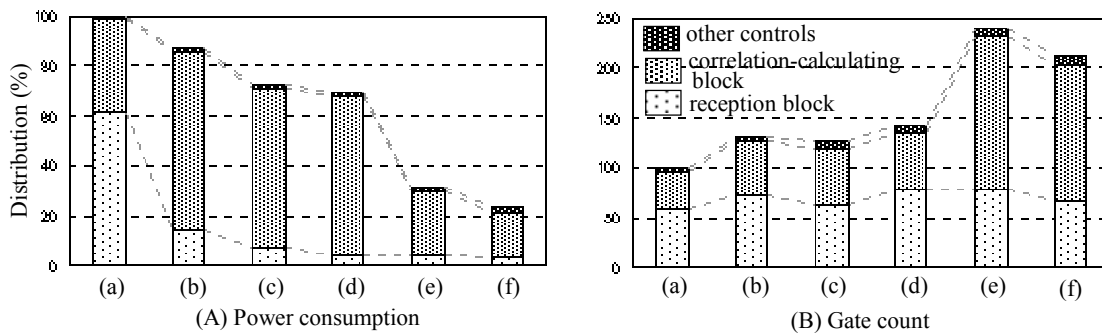 Distribution (%)
100
80
60
40
20
0
(a) (b) (c) (d) (e) (f)
(A) Power consumption
250
200
150
100
50
0
other controls
correlation-calculating
block
reception block
(a) (b) (c) (d) (e) (f)
(B) Gate count